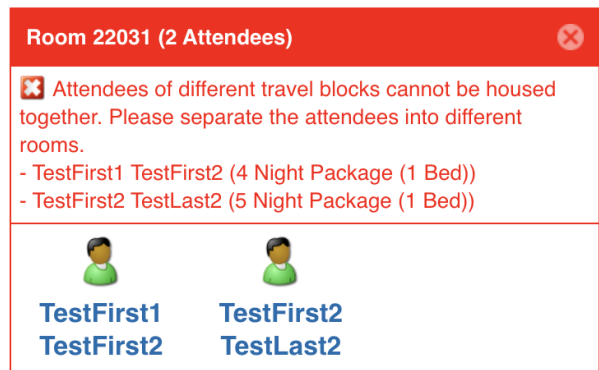 Room 22031 (2 Attendees)
Attendees of different travel blocks cannot be housed
together. Please separate the attendees into different
rooms.
- TestFirst1 TestFirst2 (4 Night Package (1 Bed))
- TestFirst2 TestLast2 (5 Night Package (1 Bed))
TestFirst1 TestFirst2
TestFirst2 TestLast2